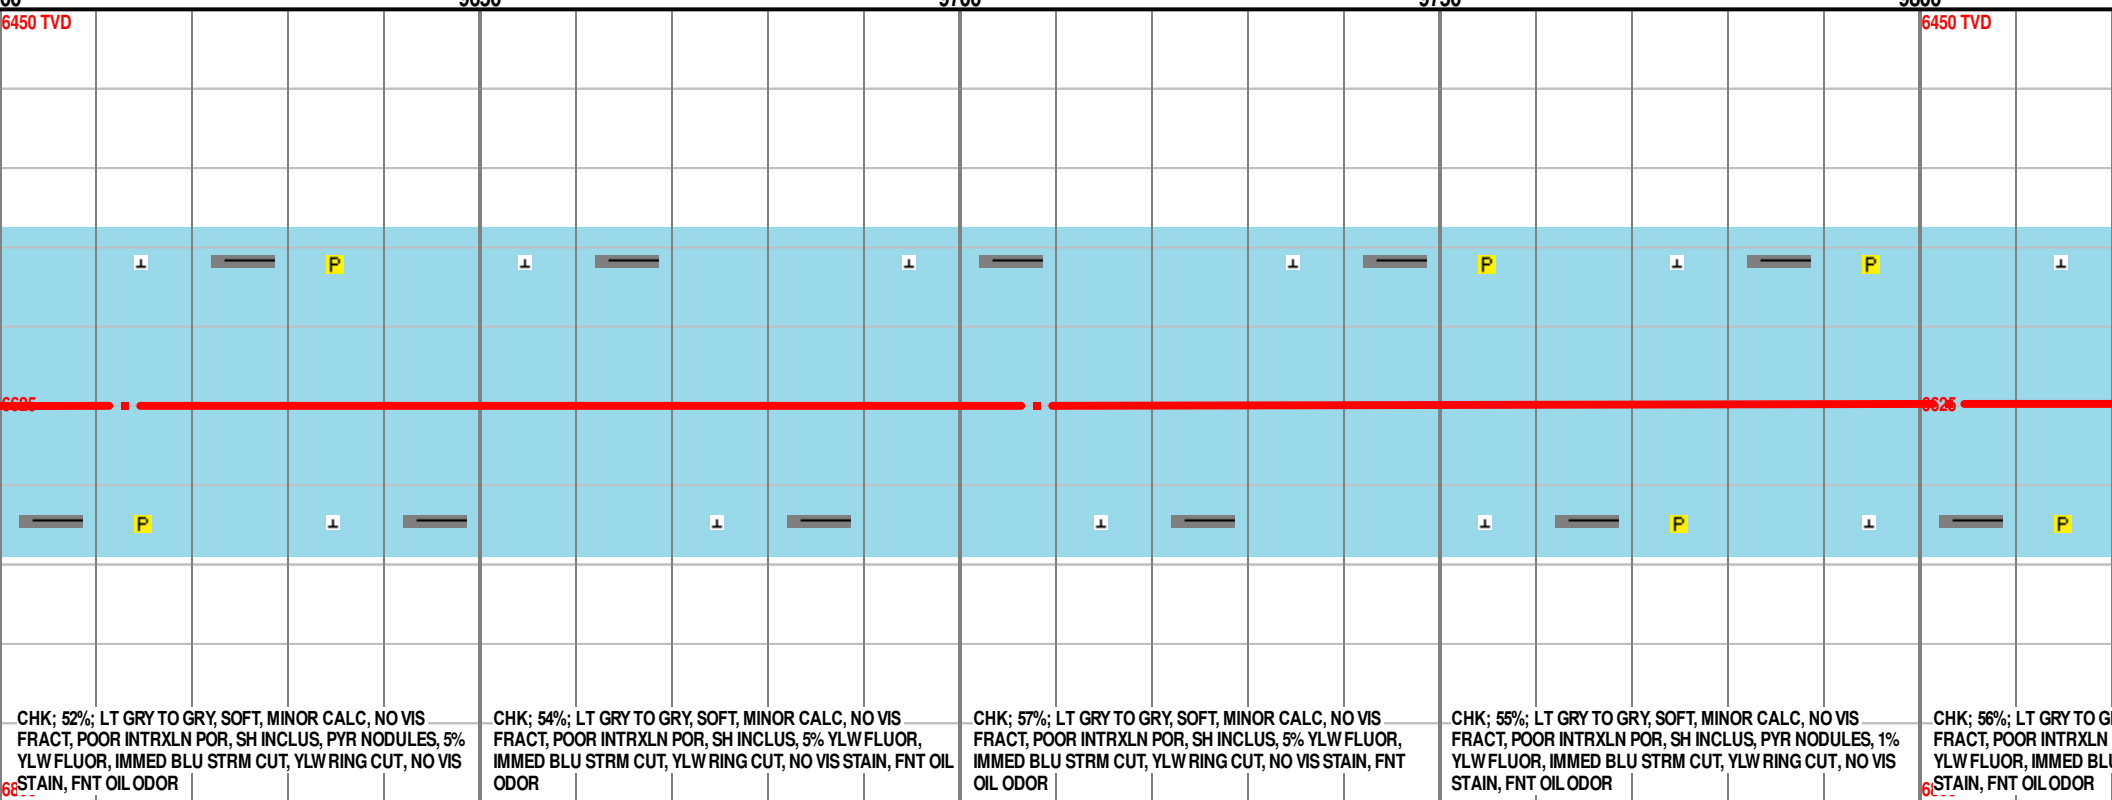 9650 9700 9750 9800
6450 TVD 6450 TVD
P P P
6625 6625
P P P
CHK; 52%; LT GRY TO GRY, SOFT, MINOR CALC, NO VIS
FRACT, POOR INTRXLN POR, SH INCLUS, PYR NODULES, 5%
YLW FLUOR, IMMED BLU STRM CUT, YLW RING CUT, NO VIS
STAIN, FNT OIL ODOR
CHK; 54%; LT GRY TO GRY, SOFT, MINOR CALC, NO VIS
FRACT, POOR INTRXLN POR, SH INCLUS, 5% YLW FLUOR,
IMMED BLU STRM CUT, YLW RING CUT, NO VIS STAIN, FNT OIL
ODOR
CHK; 57%; LT GRY TO GRY, SOFT, MINOR CALC, NO VIS
FRACT, POOR INTRXLN POR, SH INCLUS, 5% YLW FLUOR,
IMMED BLU STRM CUT, YLW RING CUT, NO VIS STAIN, FNT
OIL ODOR
CHK; 55%; LT GRY TO GRY, SOFT, MINOR CALC, NO VIS
FRACT, POOR INTRXLN POR, SH INCLUS, PYR NODULES, 1%
YLW FLUOR, IMMED BLU STRM CUT, YLW RING CUT, NO VIS
STAIN, FNT OIL ODOR
CHK; 56%; LT GRY TO
FRACT, POOR INTRXLN
YLW FLUOR, IMMED
STAIN, FNT OIL ODOR